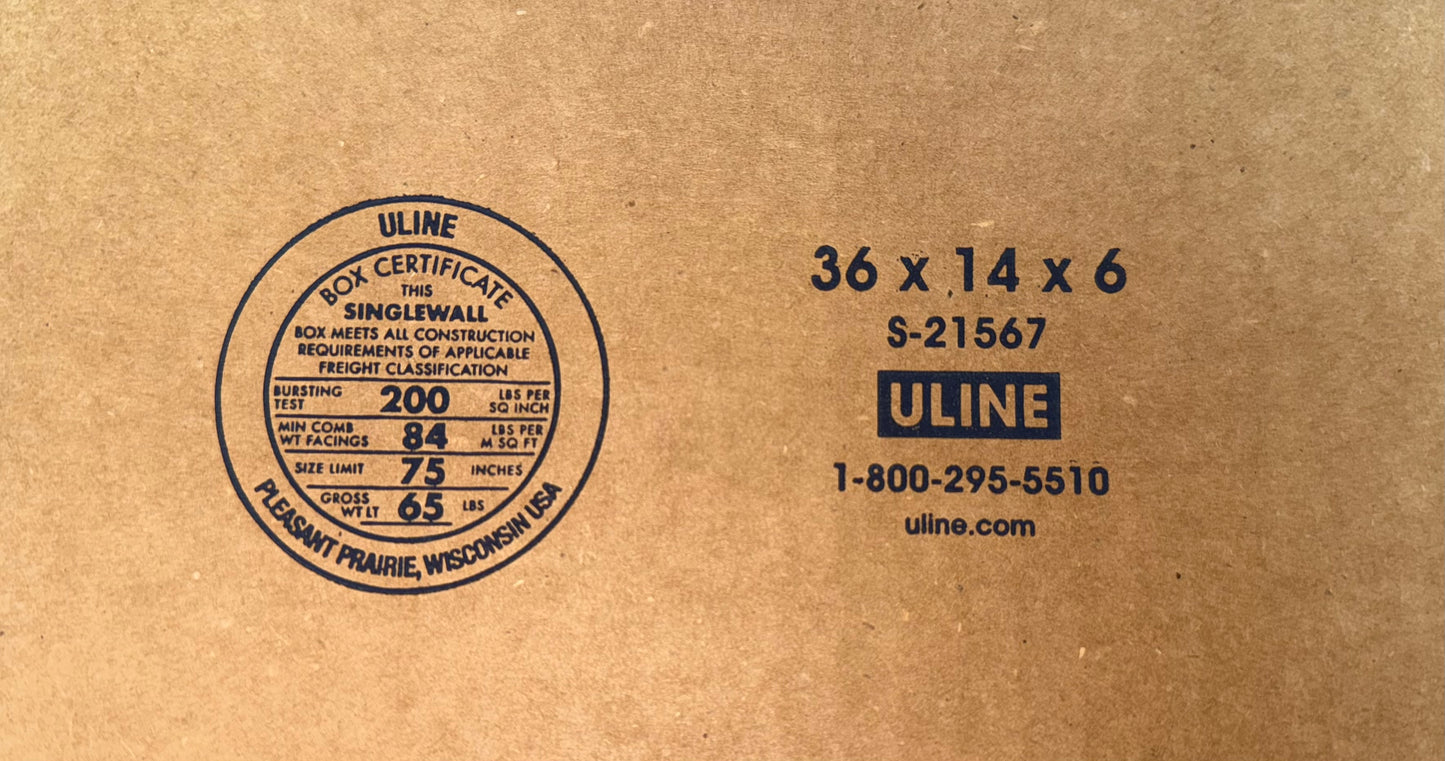 ULINE
BOX CERTIFICATE
THIS
SINGLEWALL
BOX MEETS ALL CONSTRUCTION
REQUIREMENTS OF APPLICABLE
FREIGHT CLASSIFICATION
BURSTING TEST 200 LBS PER SQ INCH
MIN COMB WT FACINGS 84 LBS PER M SQ FT
SIZE LIMIT 75 INCHES
GROSS WT LT 65 LBS
PLEASANT PRAIRIE, WISCONSIN USA
36 x 14 x 6
S-21567
ULINE
1-800-295-5510
uline.com